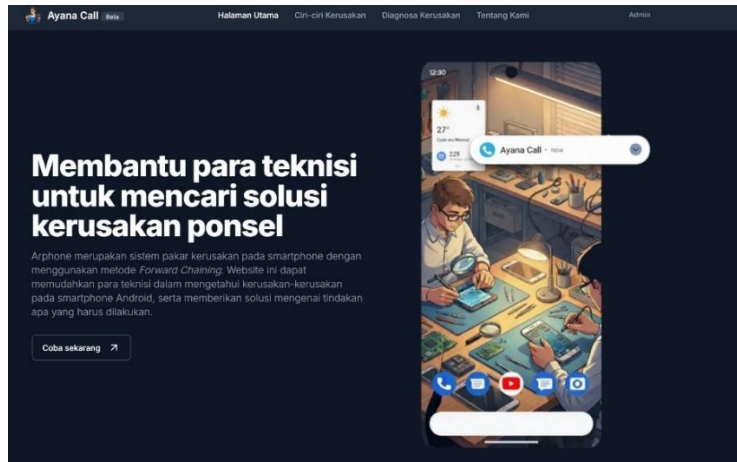 Ayana Call Beta
Halaman Utama Ciri-ciri Kerusakan Diagnosa Kerusakan Tentang Kami Admin
12:30
27°
229
Ayana Call • now
Membantu para teknisi
untuk mencari solusi
kerusakan ponsel
Arphone merupakan sistem pakar kerusakan pada smartphone dengan
menggunakan metode Forward Chaining. Website ini dapat
memudahkan para teknisi dalam mengetahui kerusakan-kerusakan
pada smartphone Android, serta memberikan solusi mengenai tindakan
apa yang harus dilakukan.
Coba sekarang